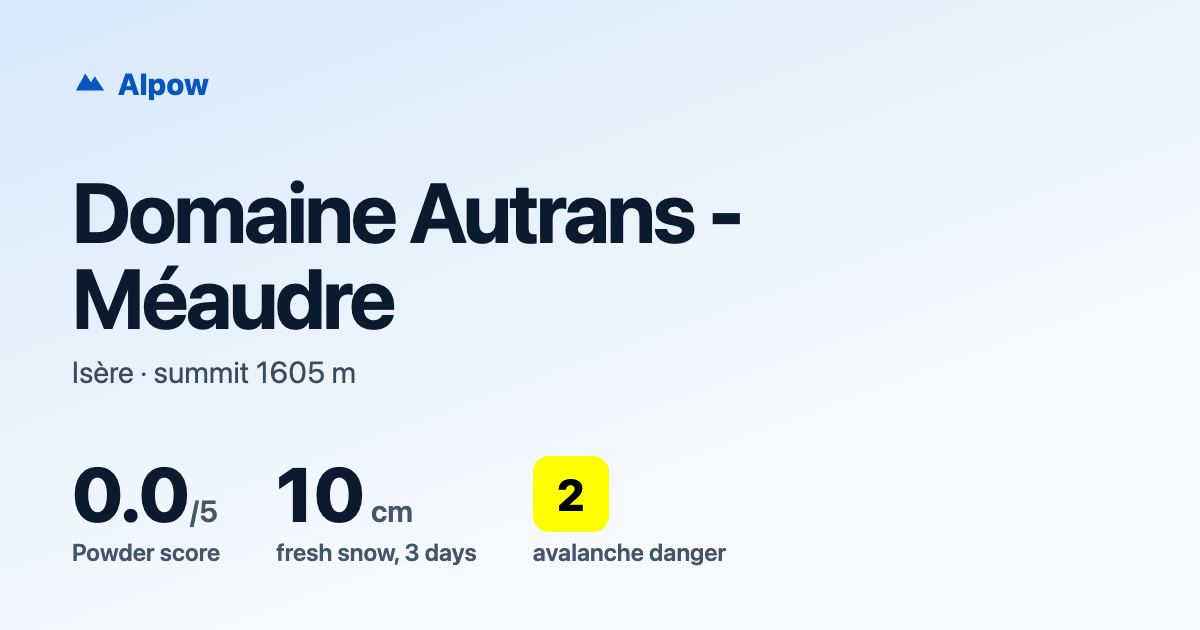 Alpow
Domaine Autrans -
Méaudre
Isère · summit 1605 m
0.0/5
Powder score
10 cm
fresh snow, 3 days
2
avalanche danger